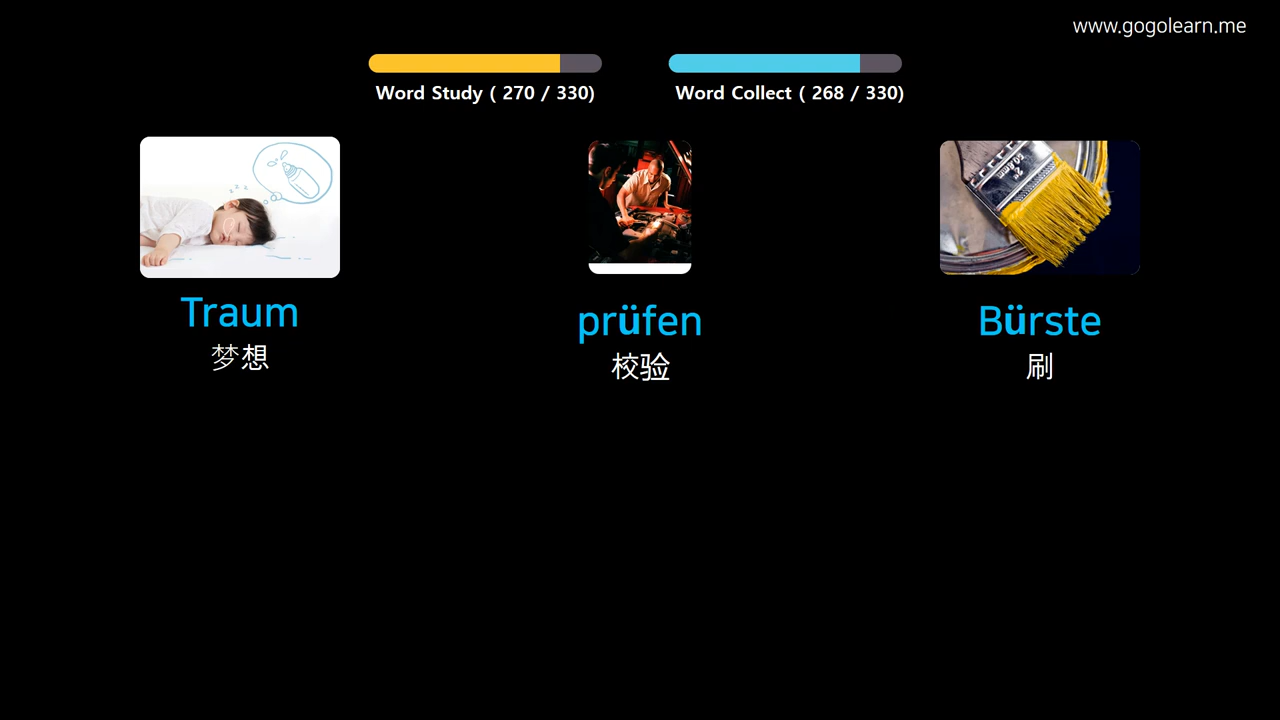 www.gogolearn.me
Word Study ( 270 / 330)
Word Collect ( 268 / 330)
Traum
梦想
prüfen
校验
Bürste
刷